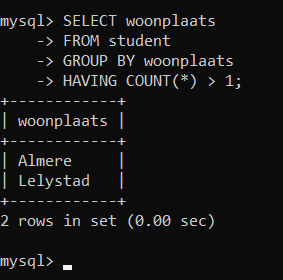 mysql> SELECT woonplaats
    -> FROM student
    -> GROUP BY woonplaats
    -> HAVING COUNT(*) > 1;
+------------+
| woonplaats |
+------------+
| Almere     |
| Lelystad   |
+------------+
2 rows in set (0.00 sec)

mysql> _